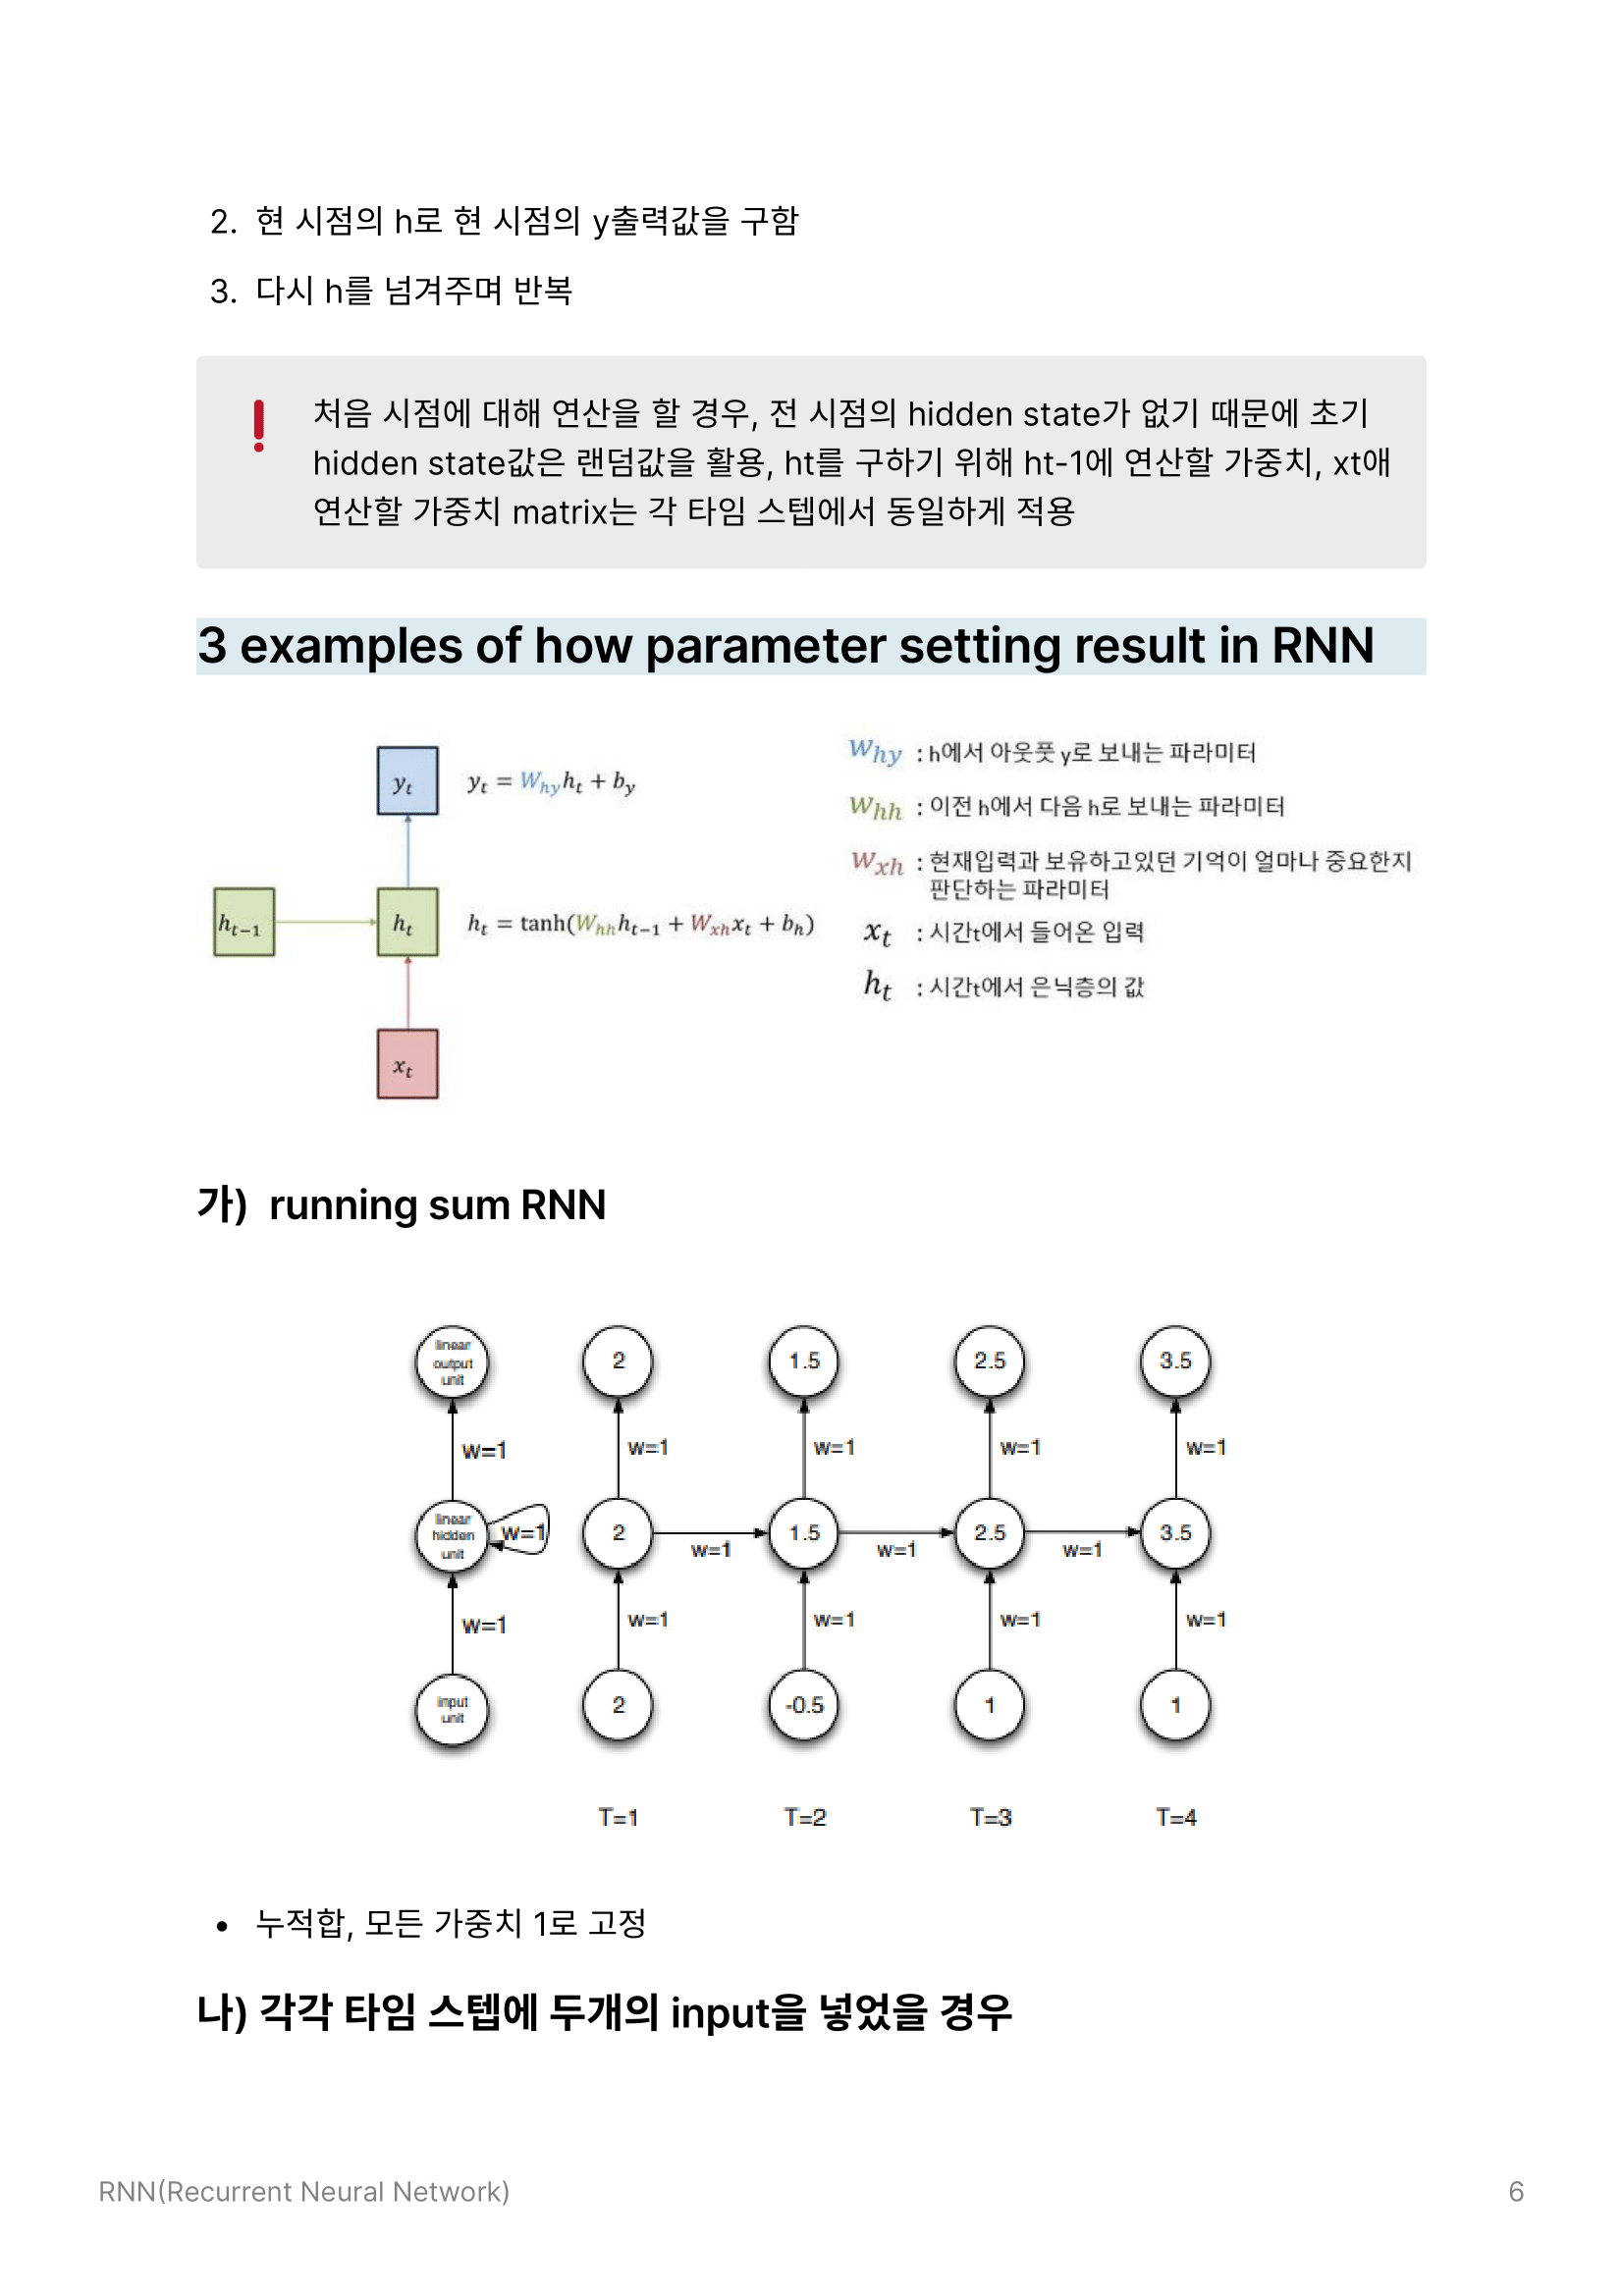 2. 현 시점의 h로 현 시점의 y출력값을 구함
3. 다시 h를 넘겨주며 반복
❗ 처음 시점에 대해 연산을 할 경우, 전 시점의 hidden state가 없기 때문에 초기
hidden state값은 랜덤값을 활용, ht를 구하기 위해 ht-1에 연산할 가중치, xt애
연산할 가중치 matrix는 각 타임 스텝에서 동일하게 적용
3 examples of how parameter setting result in RNN
y_t
y_t = W_hy h_t + b_y
h_{t-1}
h_t
h_t = tanh(W_hh h_{t-1} + W_xh x_t + b_h)
x_t
W_hy : h에서 아웃풋 y로 보내는 파라미터
W_hh : 이전 h에서 다음 h로 보내는 파라미터
W_xh : 현재입력과 보유하고있던 기억이 얼마나 중요한지
판단하는 파라미터
x_t : 시간t에서 들어온 입력
h_t : 시간t에서 은닉층의 값
가) running sum RNN
linear
output
unit
2
1.5
2.5
3.5
w=1
w=1
w=1
w=1
w=1
linear
hidden
unit
w=1
2
w=1
1.5
w=1
2.5
w=1
3.5
w=1
w=1
w=1
w=1
w=1
input
unit
2
-0.5
1
1
T=1
T=2
T=3
T=4
• 누적합, 모든 가중치 1로 고정
나) 각각 타임 스텝에 두개의 input을 넣었을 경우
RNN(Recurrent Neural Network)
6